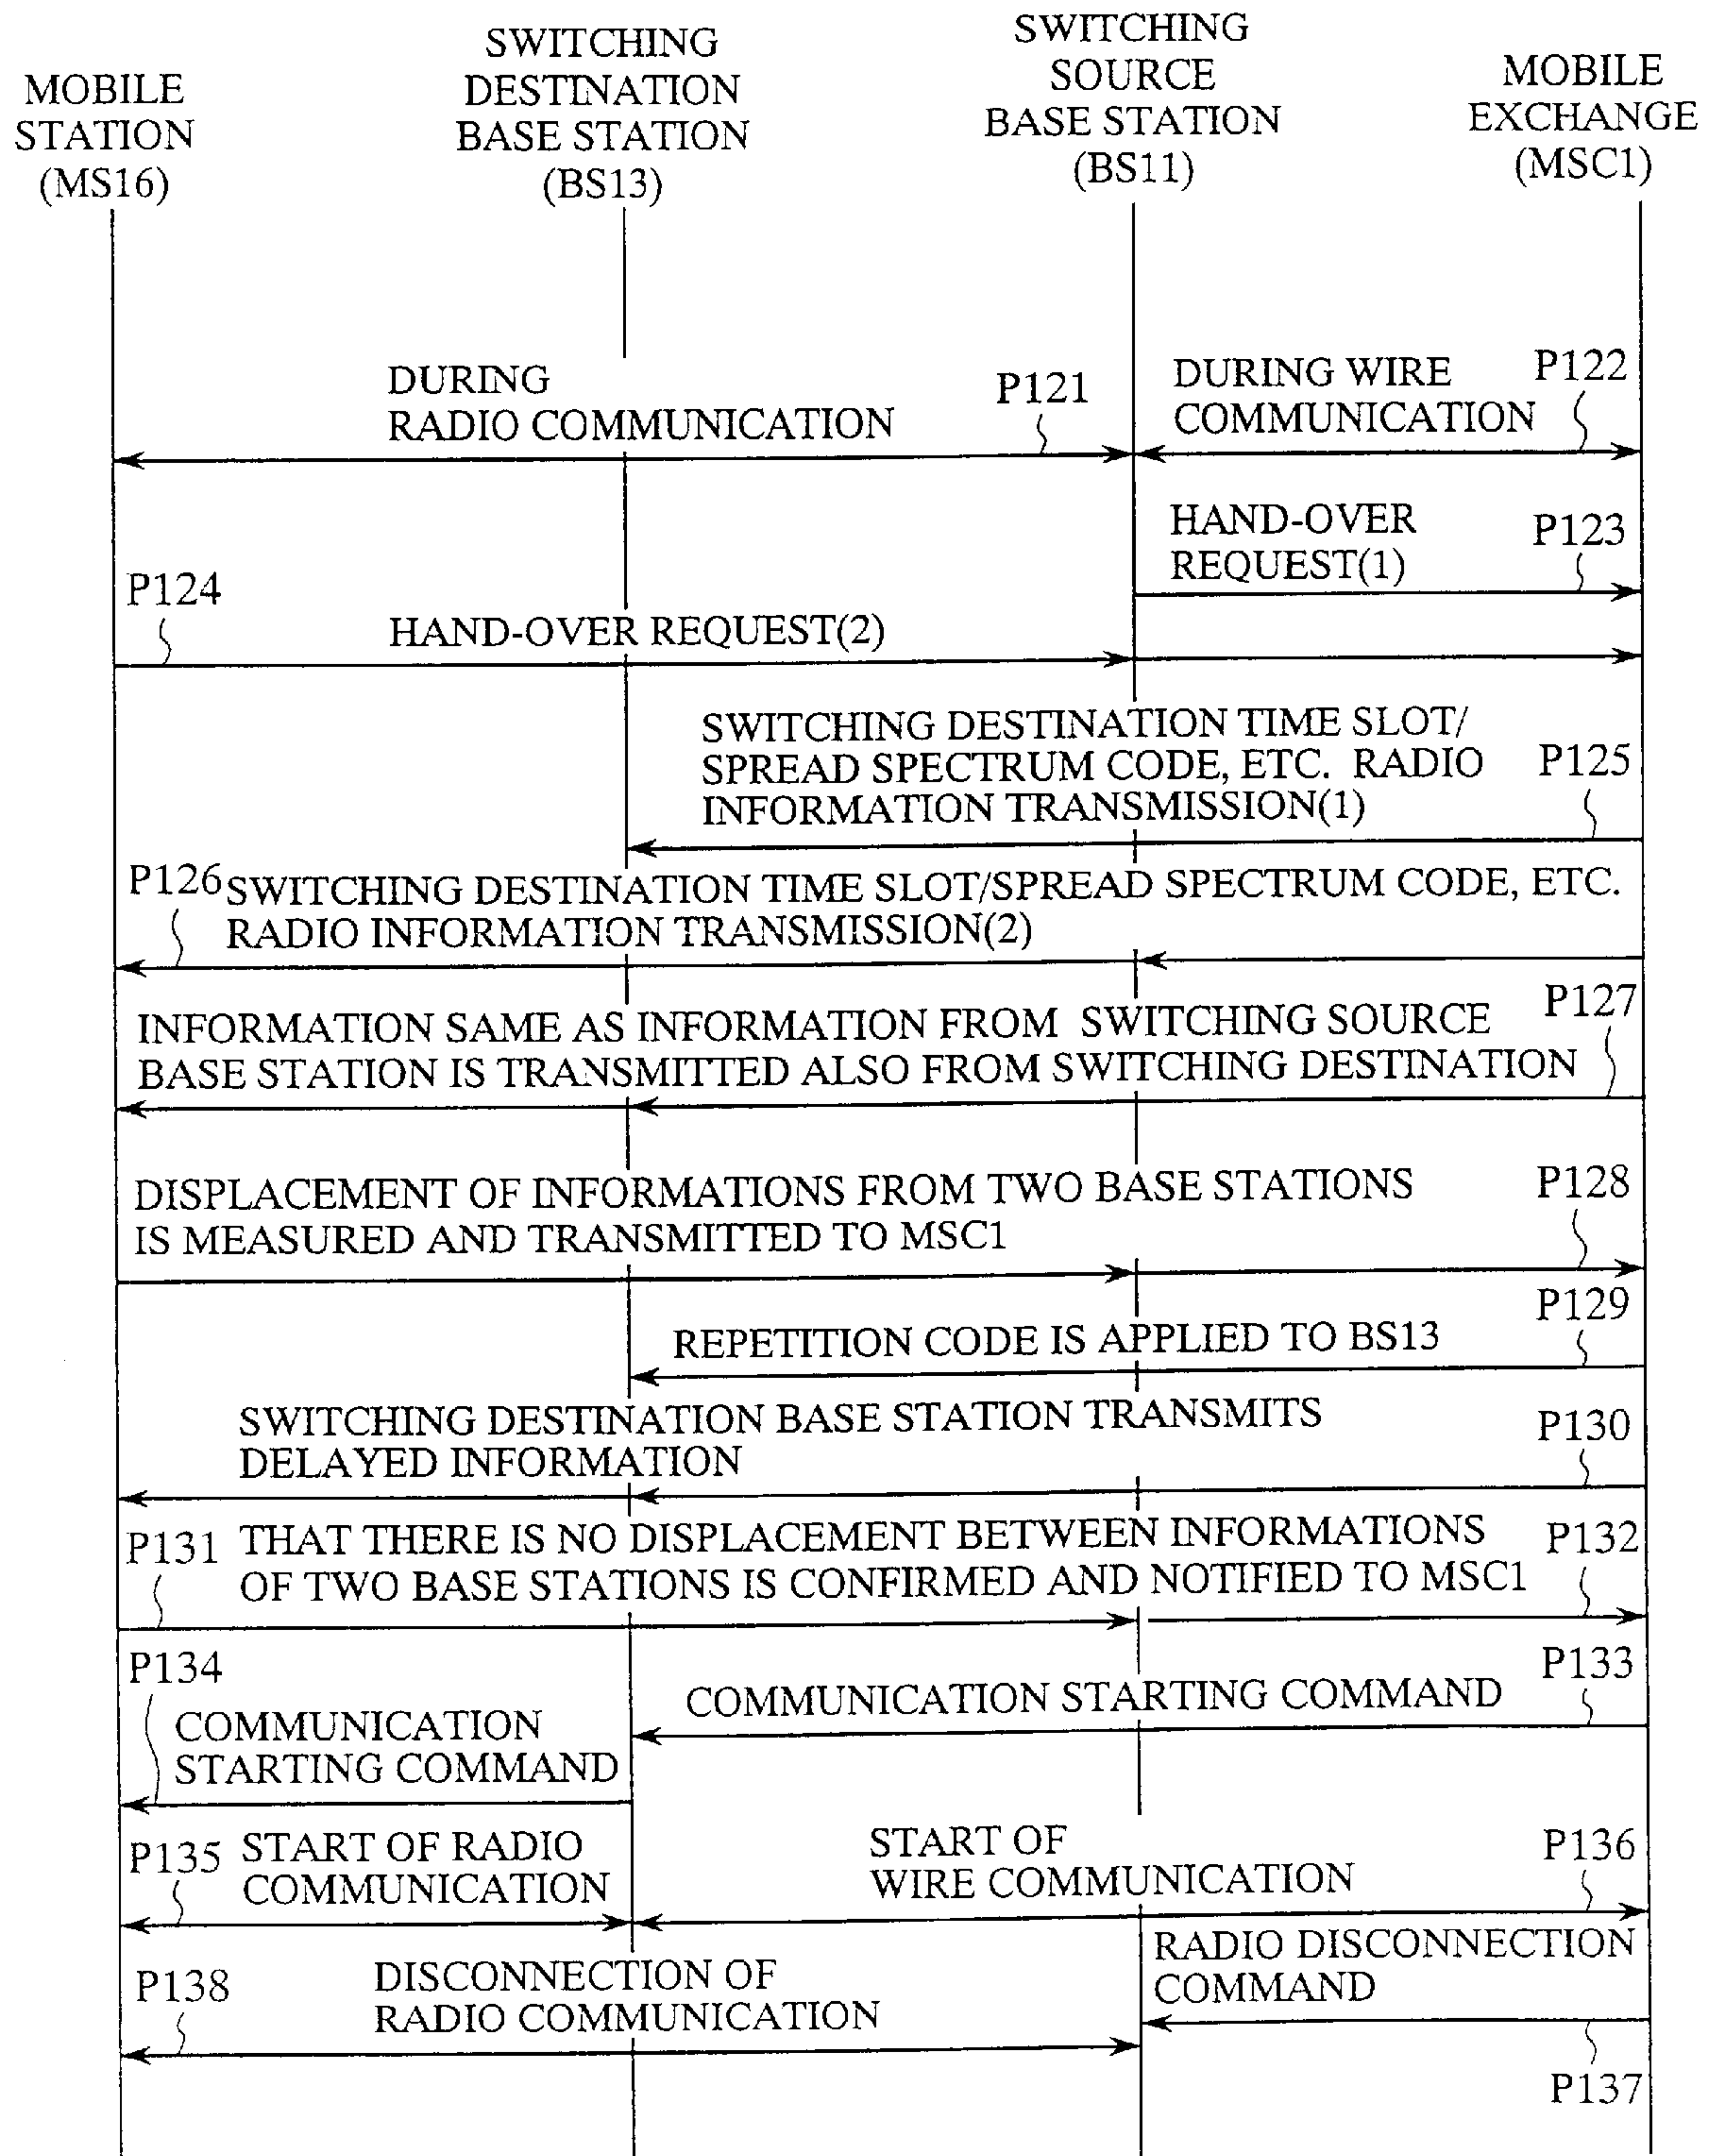 MOBILE
STATION
(MS16)
SWITCHING
DESTINATION
BASE STATION
(BS13)
SWITCHING
SOURCE
BASE STATION
(BS11)
MOBILE
EXCHANGE
(MSC1)
DURING
RADIO COMMUNICATION
P121
DURING WIRE
COMMUNICATION
P122
HAND-OVER
REQUEST(1)
P123
P124
HAND-OVER REQUEST(2)
SWITCHING DESTINATION TIME SLOT/
SPREAD SPECTRUM CODE, ETC. RADIO
INFORMATION TRANSMISSION(1)
P125
P126
SWITCHING DESTINATION TIME SLOT/SPREAD SPECTRUM CODE, ETC.
RADIO INFORMATION TRANSMISSION(2)
P127
INFORMATION SAME AS INFORMATION FROM SWITCHING SOURCE
BASE STATION IS TRANSMITTED ALSO FROM SWITCHING DESTINATION
DISPLACEMENT OF INFORMATIONS FROM TWO BASE STATIONS
IS MEASURED AND TRANSMITTED TO MSC1
P128
P129
REPETITION CODE IS APPLIED TO BS13
SWITCHING DESTINATION BASE STATION TRANSMITS
DELAYED INFORMATION
P130
P131
THAT THERE IS NO DISPLACEMENT BETWEEN INFORMATIONS
OF TWO BASE STATIONS IS CONFIRMED AND NOTIFIED TO MSC1
P132
P133
COMMUNICATION STARTING COMMAND
P134
COMMUNICATION
STARTING COMMAND
P135
START OF RADIO
COMMUNICATION
START OF
WIRE COMMUNICATION
P136
RADIO DISCONNECTION
COMMAND
P137
P138
DISCONNECTION OF
RADIO COMMUNICATION